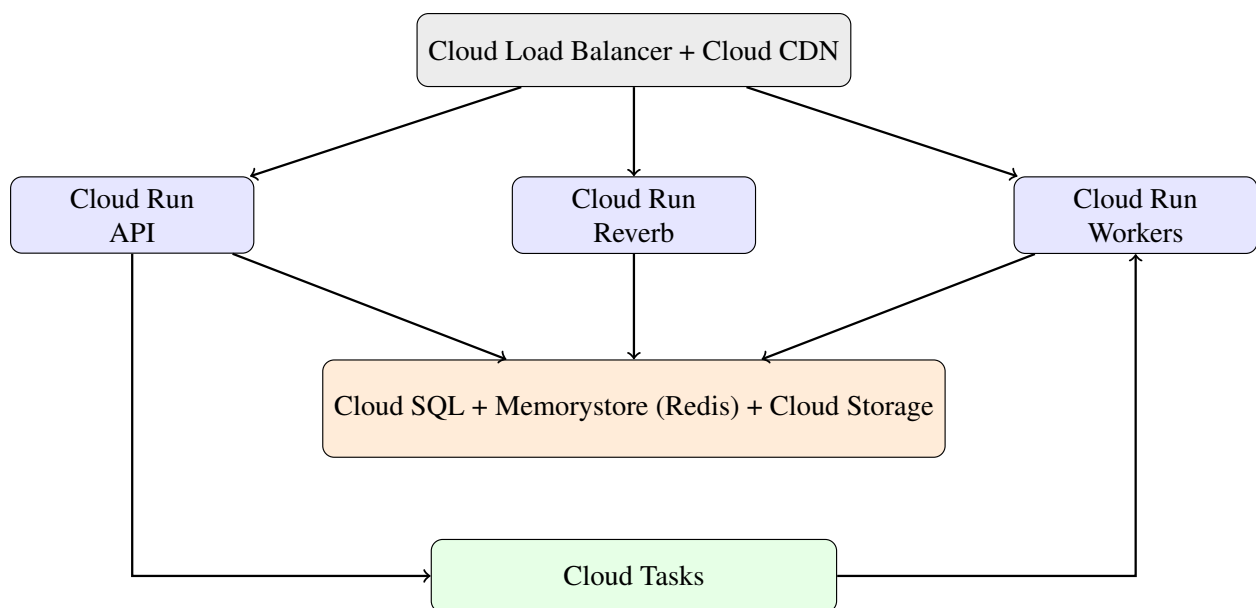 Cloud Load Balancer + Cloud CDN
Cloud Run
API
Cloud Run
Reverb
Cloud Run
Workers
Cloud SQL + Memorystore (Redis) + Cloud Storage
Cloud Tasks